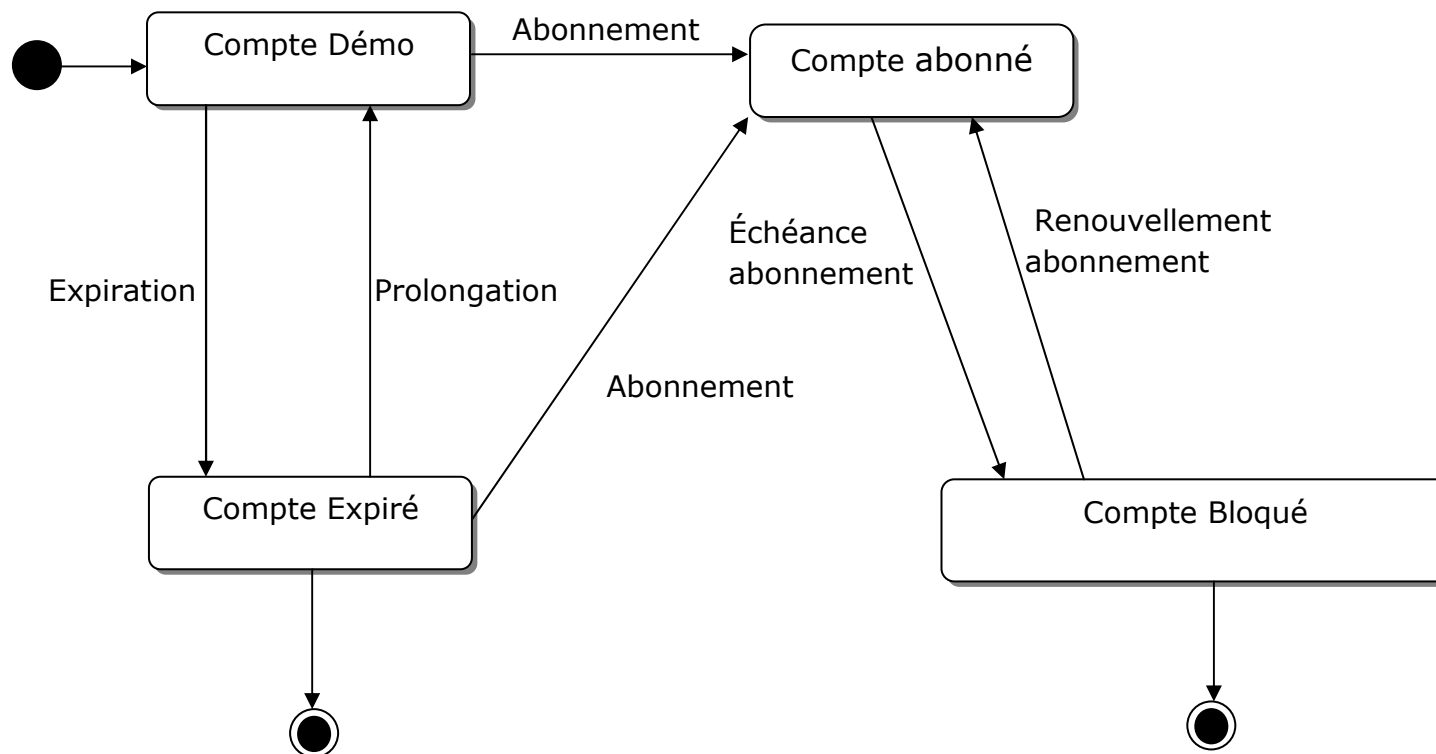 Compte Démo
Abonnement
Compte abonné
Échéance
abonnement
Renouvellement
abonnement
Expiration
Prolongation
Abonnement
Compte Expiré
Compte Bloqué